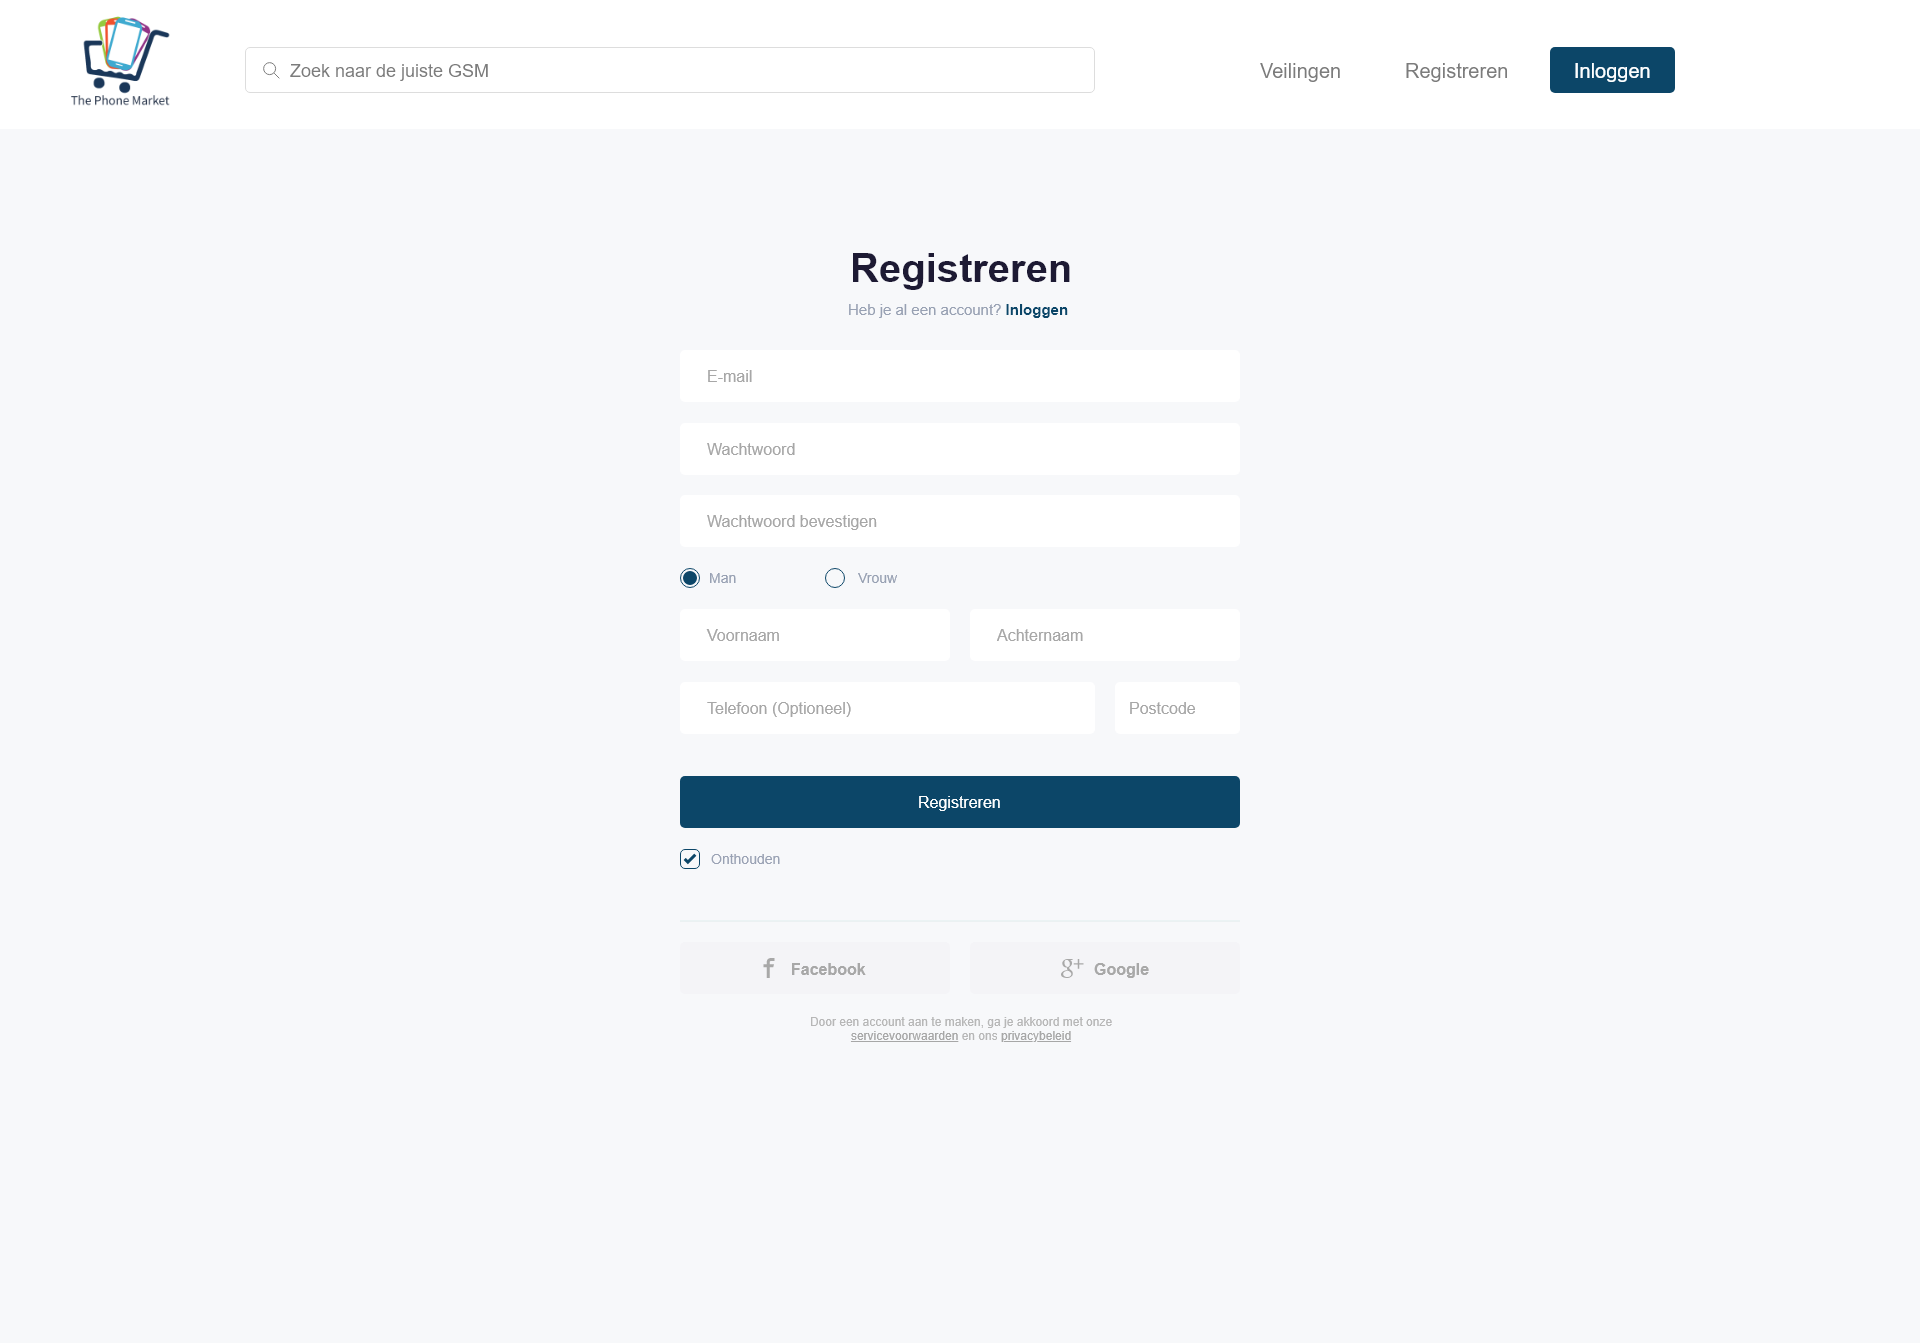 The Phone Market
Zoek naar de juiste GSM
Veilingen
Registreren
Inloggen
Registreren
Heb je al een account? Inloggen
E-mail
Wachtwoord
Wachtwoord bevestigen
Man
Vrouw
Voornaam
Achternaam
Telefoon (Optioneel)
Postcode
Registreren
Onthouden
Facebook
Google
Door een account aan te maken, ga je akkoord met onze
servicevoorwaarden en ons privacybeleid